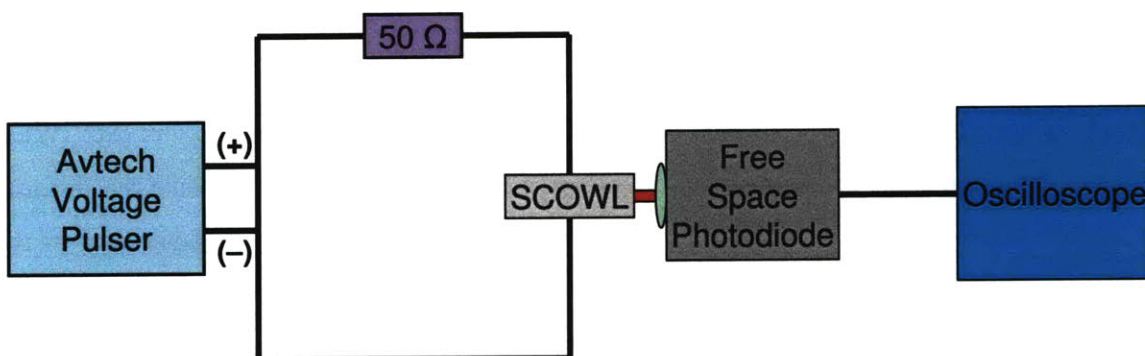 50 Ω
Avtech
Voltage
Pulser
(+)
(−)
SCOWL
Free
Space
Photodiode
Oscilloscope